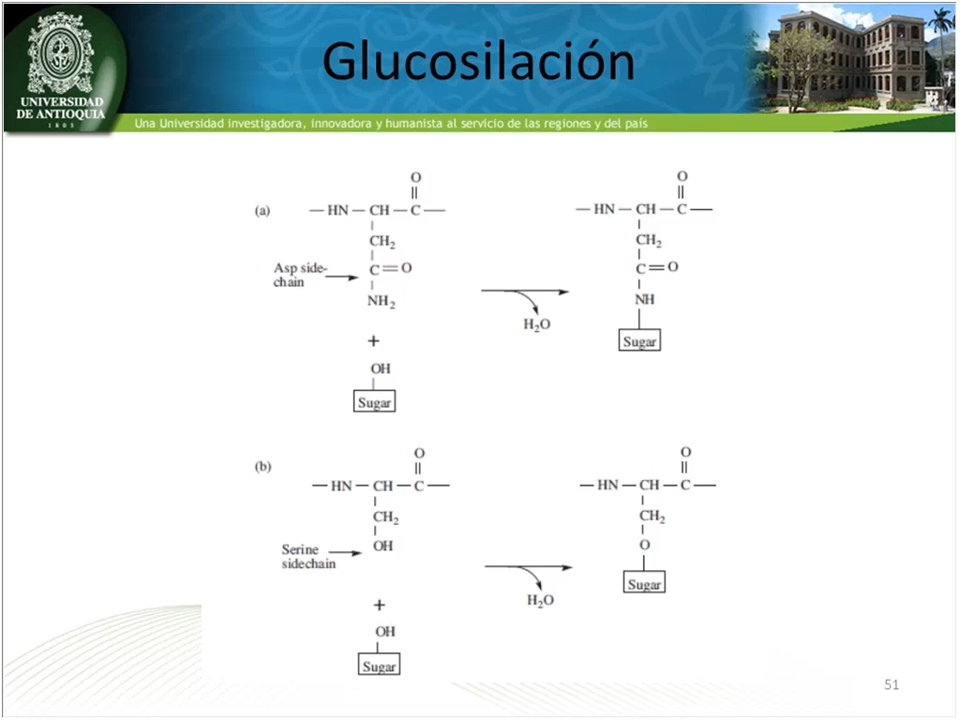 Glucosilación
UNIVERSIDAD
DE ANTIOQUIA
1803
Una Universidad investigadora, innovadora y humanista al servicio de las regiones y del país
(a)
O
—HN—CH—C—
CH₂
Asp side-
chain
C=O
NH₂
+
OH
Sugar
H₂O
O
—HN—CH—C—
CH₂
C=O
NH
Sugar
(b)
O
—HN—CH—C—
CH₂
Serine
sidechain
OH
+
OH
Sugar
H₂O
O
—HN—CH—C—
CH₂
O
Sugar
51